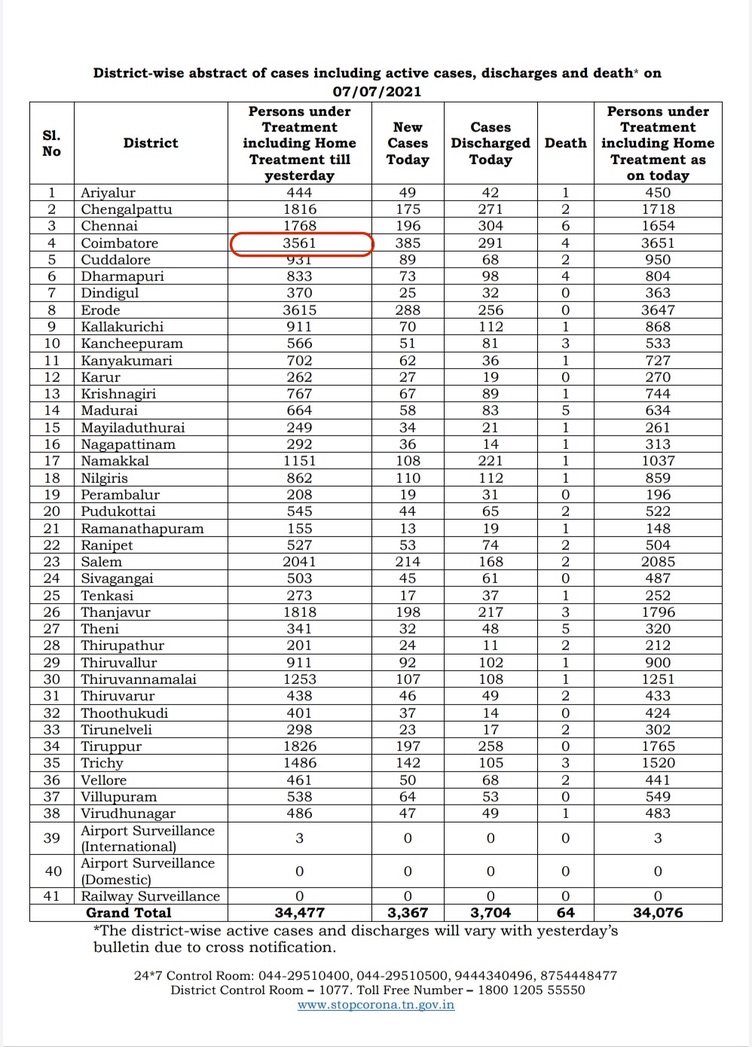 District-wise abstract of cases including active cases, discharges and death* on
07/07/2021
Sl. No | District | Persons under Treatment including Home Treatment till yesterday | New Cases Today | Cases Discharged Today | Death | Persons under Treatment including Home Treatment as on today
1 Ariyalur 444 49 42 1 450
2 Chengalpattu 1816 175 271 2 1718
3 Chennai 1768 196 304 6 1654
4 Coimbatore 3561 385 291 4 3651
5 Cuddalore 931 89 68 2 950
6 Dharmapuri 833 73 98 4 804
7 Dindigul 370 25 32 0 363
8 Erode 3615 288 256 0 3647
9 Kallakurichi 911 70 112 1 868
10 Kancheepuram 566 51 81 3 533
11 Kanyakumari 702 62 36 1 727
12 Karur 262 27 19 0 270
13 Krishnagiri 767 67 89 1 744
14 Madurai 664 58 83 5 634
15 Mayiladuthurai 249 34 21 1 261
16 Nagapattinam 292 36 14 1 313
17 Namakkal 1151 108 221 1 1037
18 Nilgiris 862 110 112 1 859
19 Perambalur 208 19 31 0 196
20 Pudukottai 545 44 65 2 522
21 Ramanathapuram 155 13 19 1 148
22 Ranipet 527 53 74 2 504
23 Salem 2041 214 168 2 2085
24 Sivagangai 503 45 61 0 487
25 Tenkasi 273 17 37 1 252
26 Thanjavur 1818 198 217 3 1796
27 Theni 341 32 48 5 320
28 Thirupathur 201 24 11 2 212
29 Thiruvallur 911 92 102 1 900
30 Thiruvannamalai 1253 107 108 1 1251
31 Thiruvarur 438 46 49 2 433
32 Thoothukudi 401 37 14 0 424
33 Tirunelveli 298 23 17 2 302
34 Tiruppur 1826 197 258 0 1765
35 Trichy 1486 142 105 3 1520
36 Vellore 461 50 68 2 441
37 Villupuram 538 64 53 0 549
38 Virudhunagar 486 47 49 1 483
39 Airport Surveillance (International) 3 0 0 0 3
40 Airport Surveillance (Domestic) 0 0 0 0 0
41 Railway Surveillance 0 0 0 0 0
Grand Total 34,477 3,367 3,704 64 34,076
*The district-wise active cases and discharges will vary with yesterday's
bulletin due to cross notification.
24*7 Control Room: 044-29510400, 044-29510500, 9444340496, 8754448477
District Control Room – 1077. Toll Free Number – 1800 1205 55550
www.stopcorona.tn.gov.in